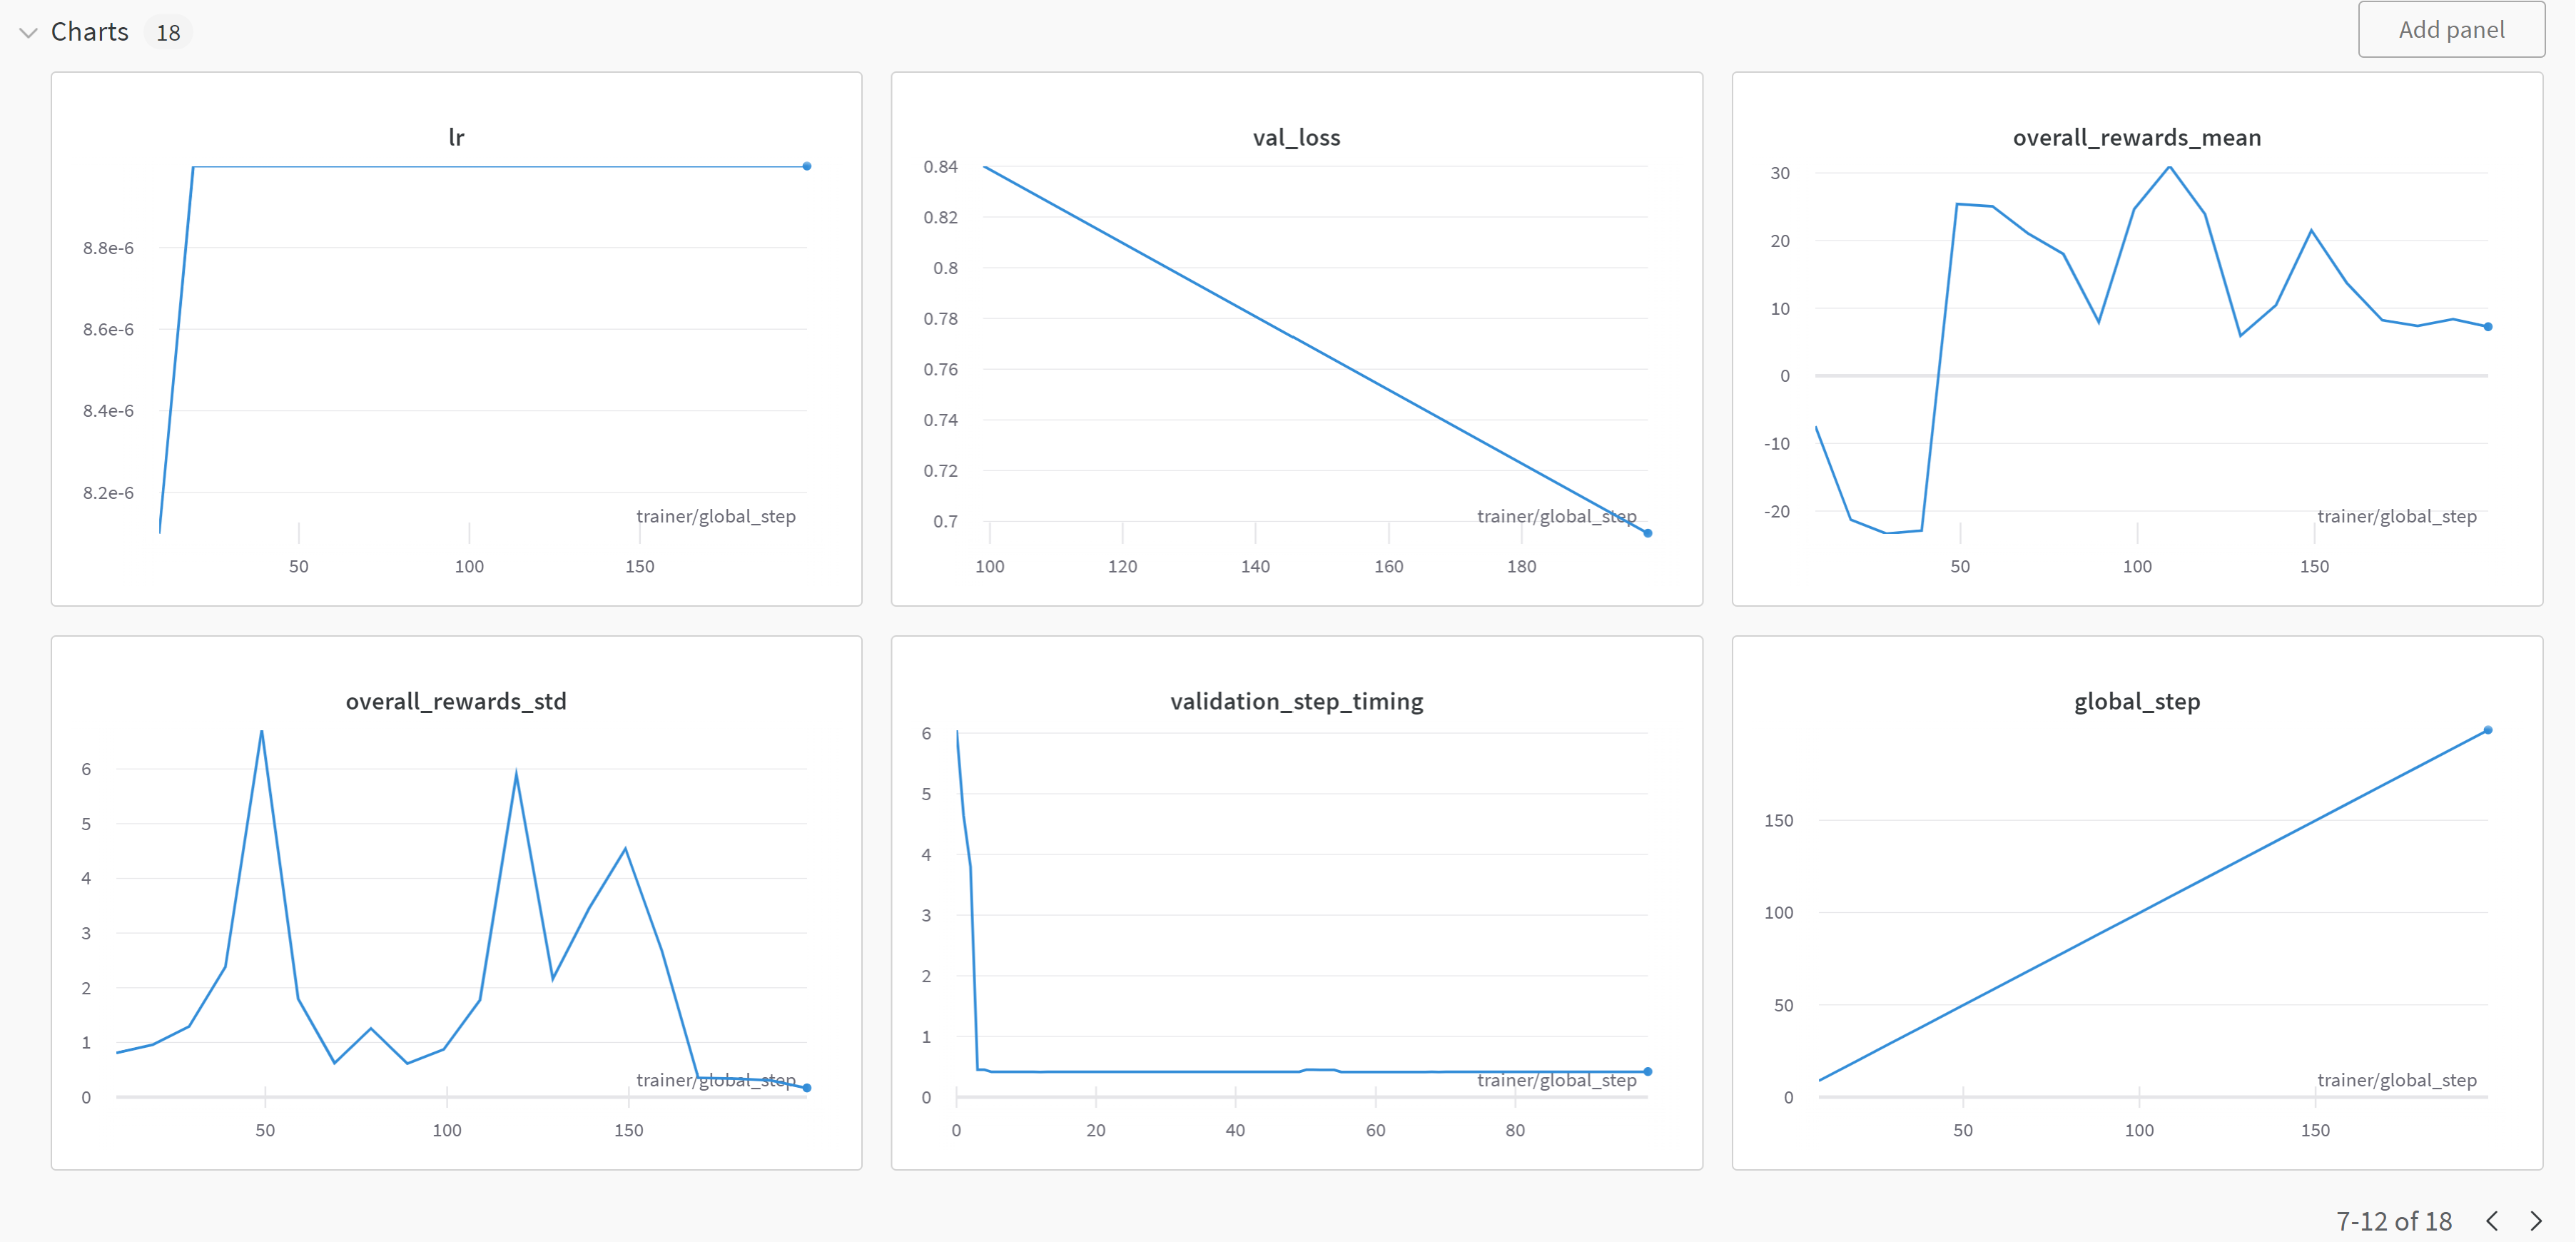 Charts 18
Add panel
lr
8.8e-6
8.6e-6
8.4e-6
8.2e-6
trainer/global_step
50 100 150
val_loss
0.84
0.82
0.8
0.78
0.76
0.74
0.72
0.7
trainer/global_step
100 120 140 160 180
overall_rewards_mean
30
20
10
0
-10
-20
trainer/global_step
50 100 150
overall_rewards_std
6
5
4
3
2
1
0
trainer/global_step
50 100 150
validation_step_timing
6
5
4
3
2
1
0
trainer/global_step
0 20 40 60 80
global_step
150
100
50
0
trainer/global_step
50 100 150
7-12 of 18